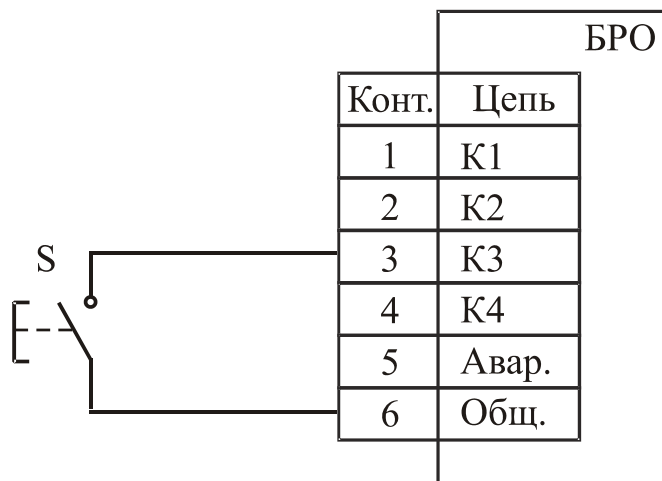 БРО
Конт. Цепь
1 К1
2 К2
S
3 К3
4 К4
5 Авар.
6 Общ.